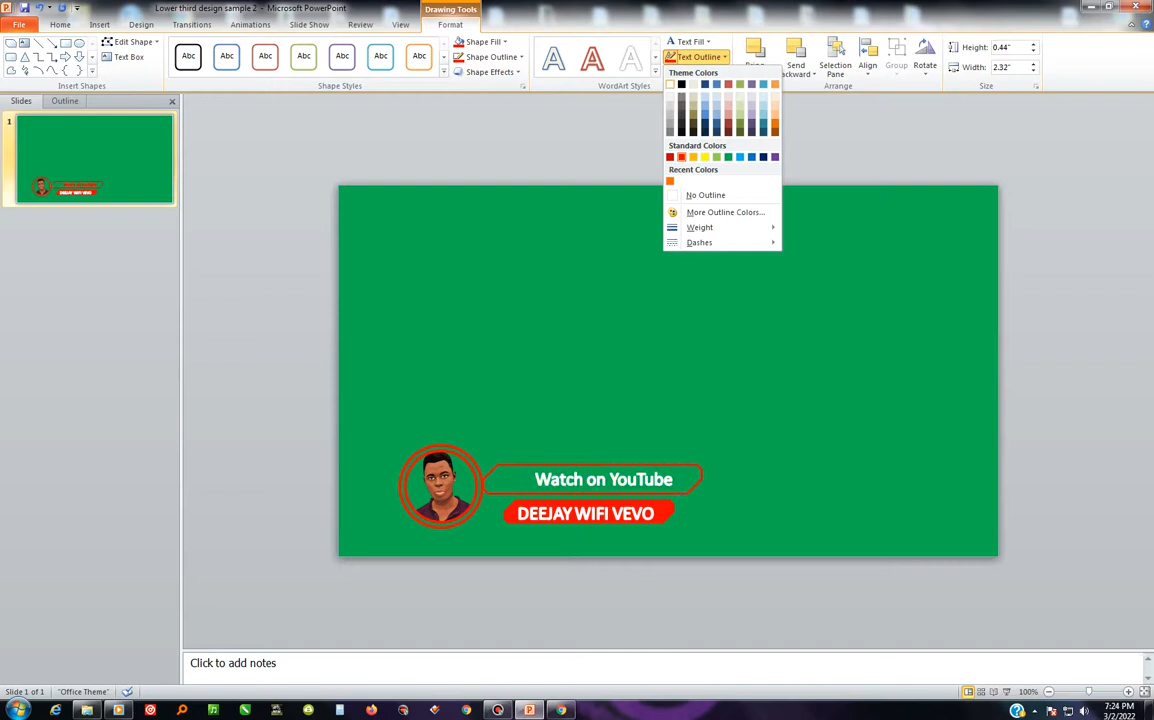 Lower third design sample 2 - Microsoft PowerPoint
Drawing Tools
File Home Insert Design Transitions Animations Slide Show Review View Format
Edit Shape
Text Box
Insert Shapes
Abc Abc Abc Abc Abc Abc Abc
Shape Fill
Shape Outline
Shape Effects
Shape Styles
A A A
WordArt Styles
Text Fill
Text Outline
Send
Backward
Selection
Pane
Align
Group
Rotate
Arrange
Height: 0.44"
Width: 2.32"
Size
Theme Colors
Standard Colors
Recent Colors
No Outline
More Outline Colors...
Weight
Dashes
Slides Outline
1
Watch on YouTube
DEEJAY WIFI VEVO
Click to add notes
Slide 1 of 1 "Office Theme" 100%
7:24 PM
3/2/2022